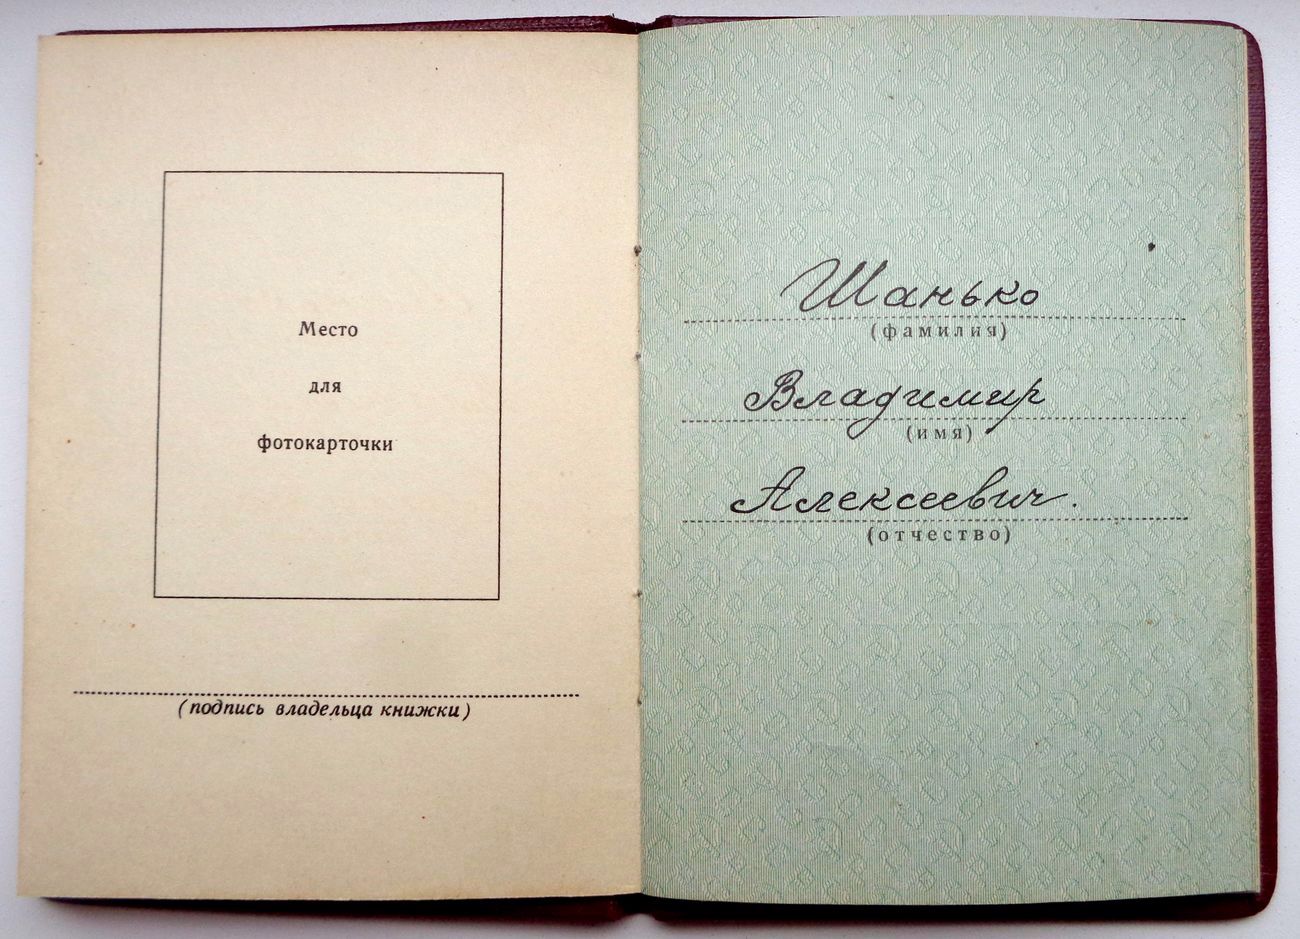 Место
для
фотокарточки
(подпись владельца книжки)
Шанько
(фамилия)
Владимир
(имя)
Алексеевич.
(отчество)